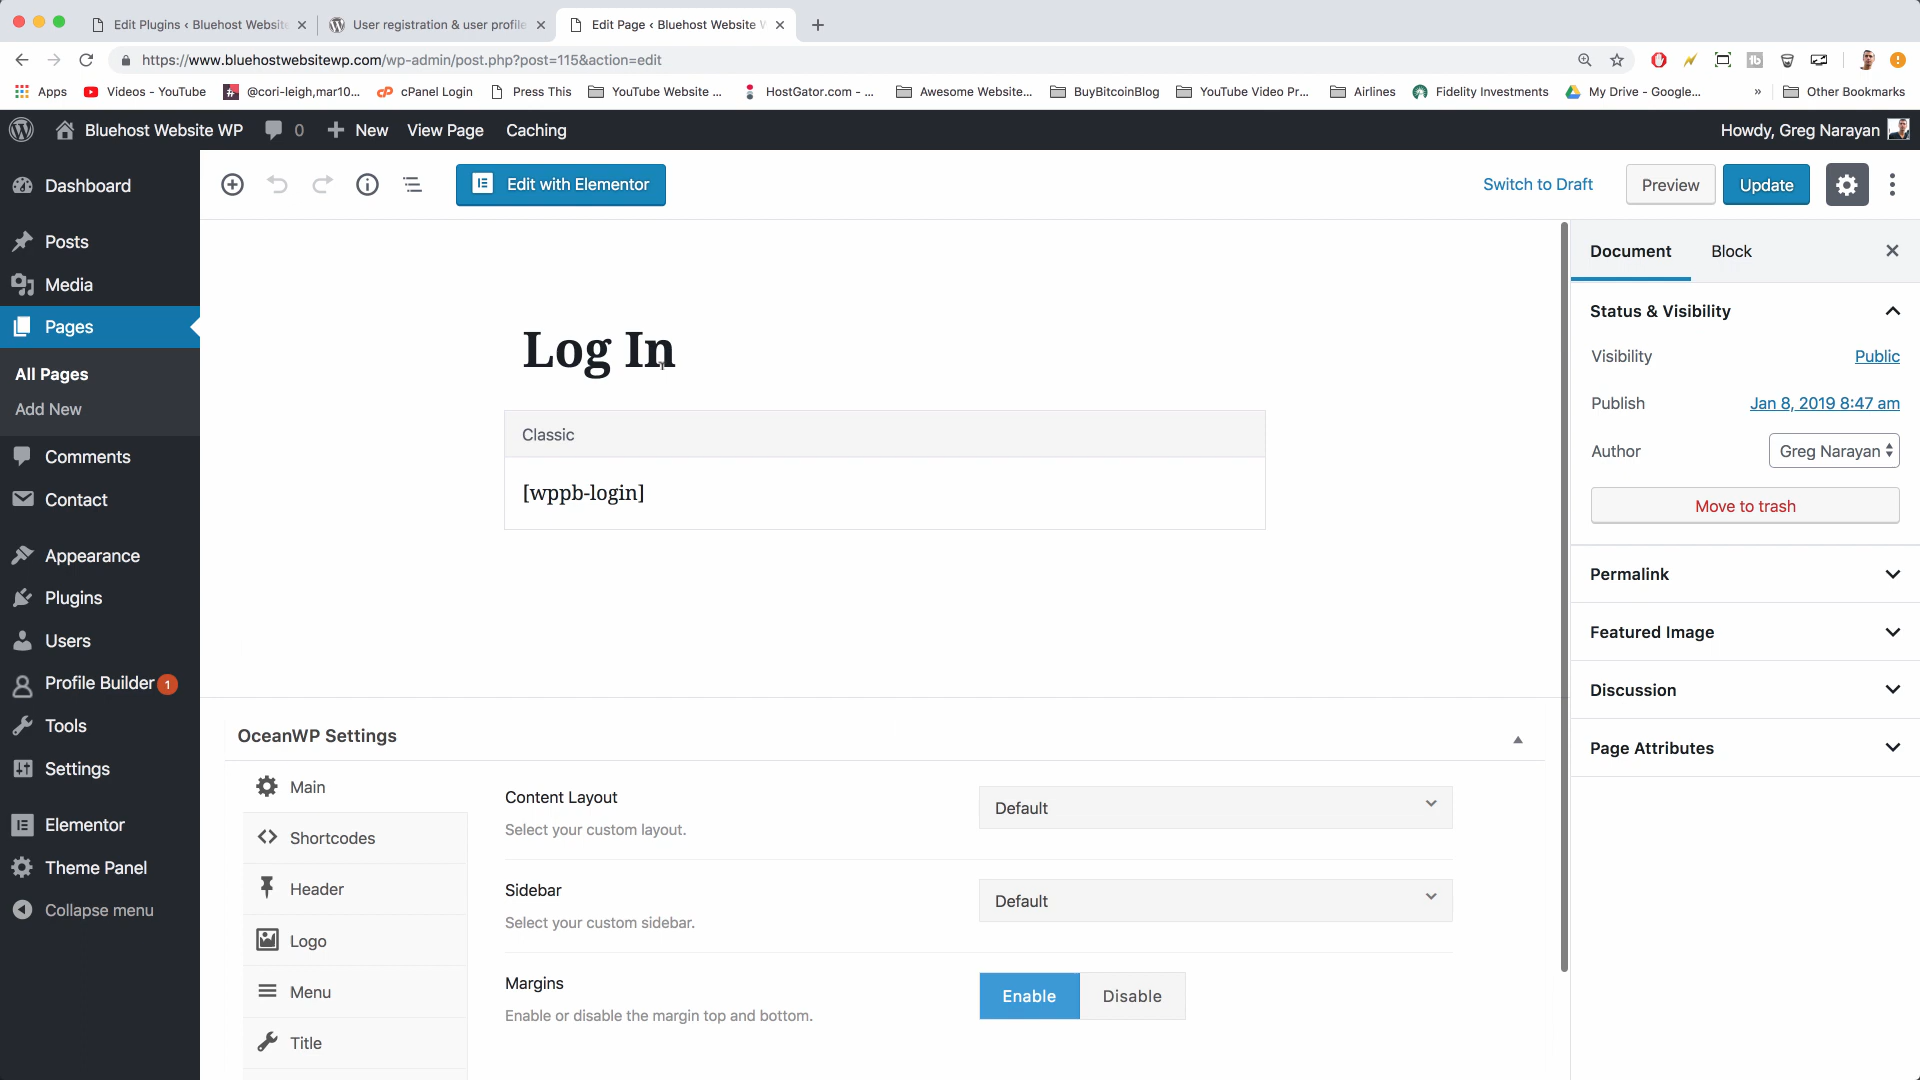 Edit Plugins ‹ Bluehost Website
User registration & user profile
Edit Page ‹ Bluehost Website W
https://www.bluehostwebsitewp.com/wp-admin/post.php?post=115&action=edit
Apps
Videos - YouTube
@cori-leigh,mar10...
cPanel Login
Press This
YouTube Website ...
HostGator.com - ...
Awesome Website...
BuyBitcoinBlog
YouTube Video Pr...
Airlines
Fidelity Investments
My Drive - Google...
»
Other Bookmarks
Bluehost Website WP
0
New
View Page
Caching
Howdy, Greg Narayan
Dashboard
Posts
Media
Pages
All Pages
Add New
Comments
Contact
Appearance
Plugins
Users
Profile Builder 1
Tools
Settings
Elementor
Theme Panel
Collapse menu
Edit with Elementor
Switch to Draft
Preview
Update
Log In
Classic
[wppb-login]
Document
Block
Status & Visibility
Visibility
Public
Publish
Jan 8, 2019 8:47 am
Author
Greg Narayan
Move to trash
Permalink
Featured Image
Discussion
Page Attributes
OceanWP Settings
Main
Shortcodes
Header
Logo
Menu
Title
Content Layout
Select your custom layout.
Default
Sidebar
Select your custom sidebar.
Default
Margins
Enable or disable the margin top and bottom.
Enable
Disable